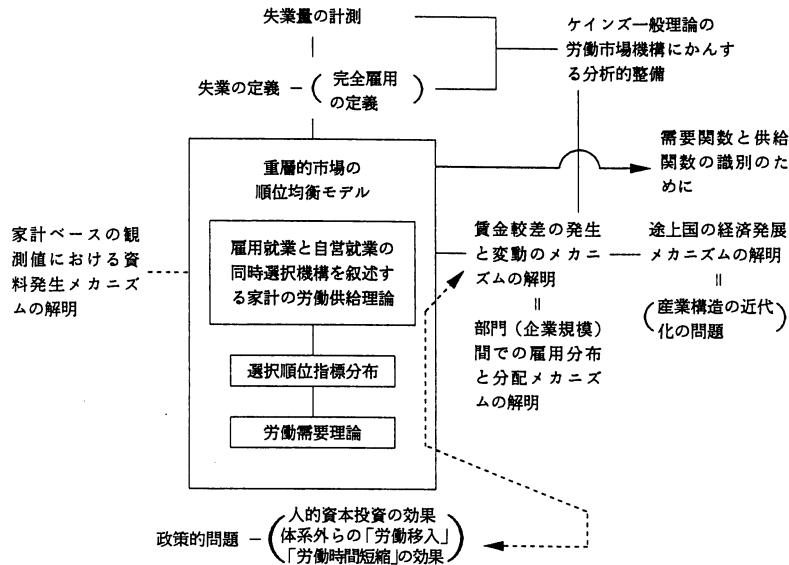 失業量の計測
ケインズ一般理論の
労働市場機構にかんす
る分析的整備
失業の定義 － (完全雇用
の定義)
重層的市場の
順位均衡モデル
需要関数と供給
関数の識別のた
めに
家計ベースの観
測値における資
料発生メカニズ
ムの解明
雇用就業と自営就業の
同時選択機構を叙述す
る家計の労働供給理論
賃金較差の発生
と変動のメカニ
ズムの解明
＝
部門（企業規模）
間での雇用分布
と分配メカニズ
ムの解明
途上国の経済発展
メカニズムの解明
＝
(産業構造の近代
化の問題)
選択順位指標分布
労働需要理論
政策的問題 － (人的資本投資の効果
体系外らの「労働移入」
「労働時間短縮」の効果)